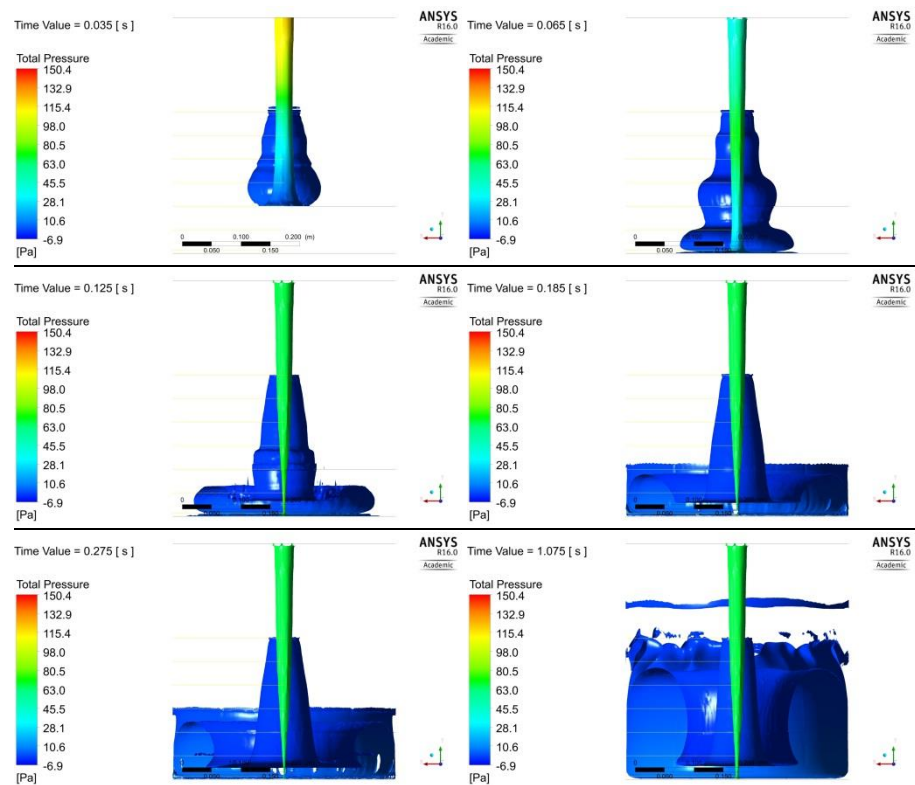 Time Value = 0.035 [ s ]
ANSYS
R16.0
Academic
Total Pressure
150.4
132.9
115.4
98.0
80.5
63.0
45.5
28.1
10.6
-6.9
[Pa]
0 0.100 0.200 (m)
0.050 0.150
Time Value = 0.065 [ s ]
ANSYS
R16.0
Academic
Total Pressure
150.4
132.9
115.4
98.0
80.5
63.0
45.5
28.1
10.6
-6.9
[Pa]
0
0.050
Time Value = 0.125 [ s ]
ANSYS
R16.0
Academic
Total Pressure
150.4
132.9
115.4
98.0
80.5
63.0
45.5
28.1
10.6
-6.9
[Pa]
Time Value = 0.185 [ s ]
ANSYS
R16.0
Academic
Total Pressure
150.4
132.9
115.4
98.0
80.5
63.0
45.5
28.1
10.6
-6.9
[Pa]
Time Value = 0.275 [ s ]
ANSYS
R16.0
Academic
Total Pressure
150.4
132.9
115.4
98.0
80.5
63.0
45.5
28.1
10.6
-6.9
[Pa]
Time Value = 1.075 [ s ]
ANSYS
R16.0
Academic
Total Pressure
150.4
132.9
115.4
98.0
80.5
63.0
45.5
28.1
10.6
-6.9
[Pa]